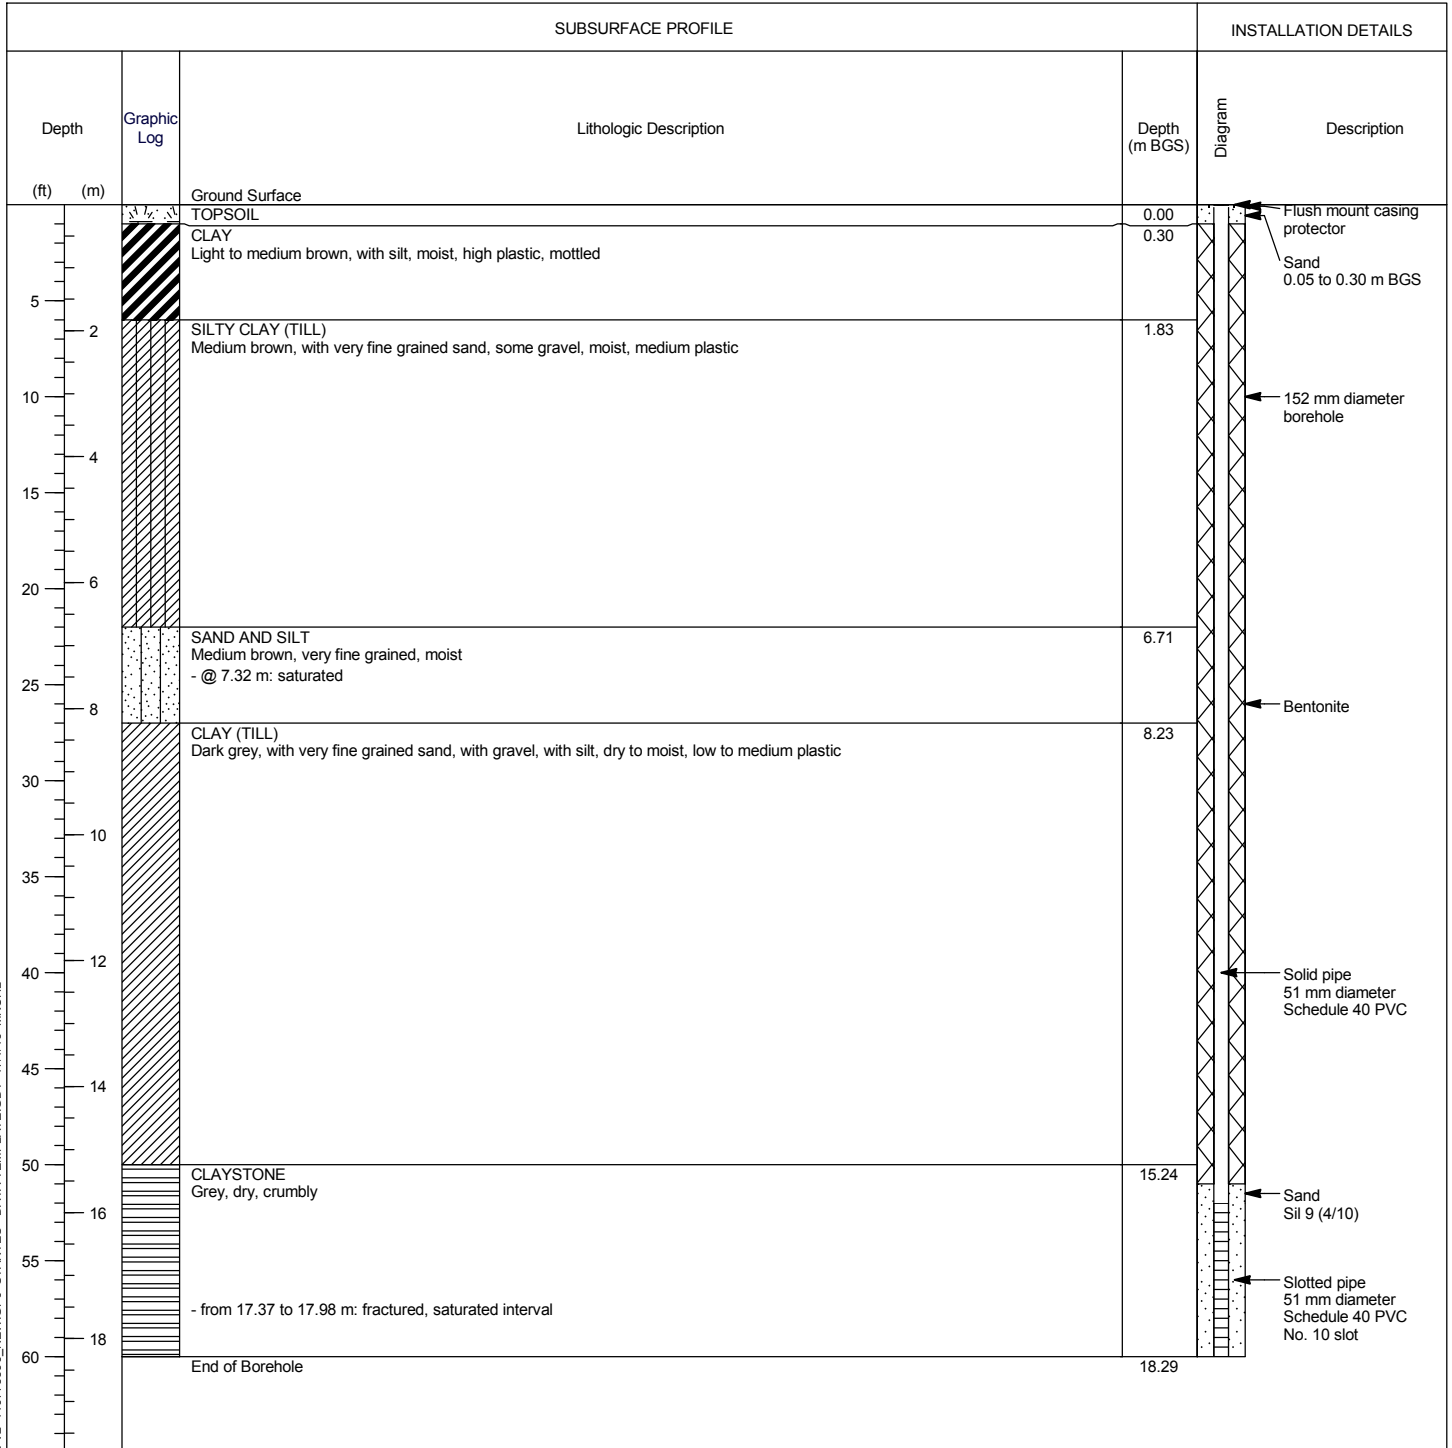 SUBSURFACE PROFILE
INSTALLATION DETAILS
Depth
Graphic
Log
Lithologic Description
Depth
(m BGS)
Diagram
Description
(ft)
(m)
Ground Surface
TOPSOIL
0.00
Flush mount casing
protector
CLAY
0.30
Light to medium brown, with silt, moist, high plastic, mottled
Sand
0.05 to 0.30 m BGS
5
2
SILTY CLAY (TILL)
1.83
Medium brown, with very fine grained sand, some gravel, moist, medium plastic
10
152 mm diameter
borehole
4
15
6
20
SAND AND SILT
6.71
Medium brown, very fine grained, moist
- @ 7.32 m: saturated
25
8
Bentonite
CLAY (TILL)
8.23
Dark grey, with very fine grained sand, with gravel, with silt, dry to moist, low to medium plastic
30
10
35
12
40
Solid pipe
51 mm diameter
Schedule 40 PVC
45
14
50
CLAYSTONE
15.24
Grey, dry, crumbly
Sand
Sil 9 (4/10)
16
55
Slotted pipe
51 mm diameter
Schedule 40 PVC
No. 10 slot
- from 17.37 to 17.98 m: fractured, saturated interval
18
60
End of Borehole
18.29